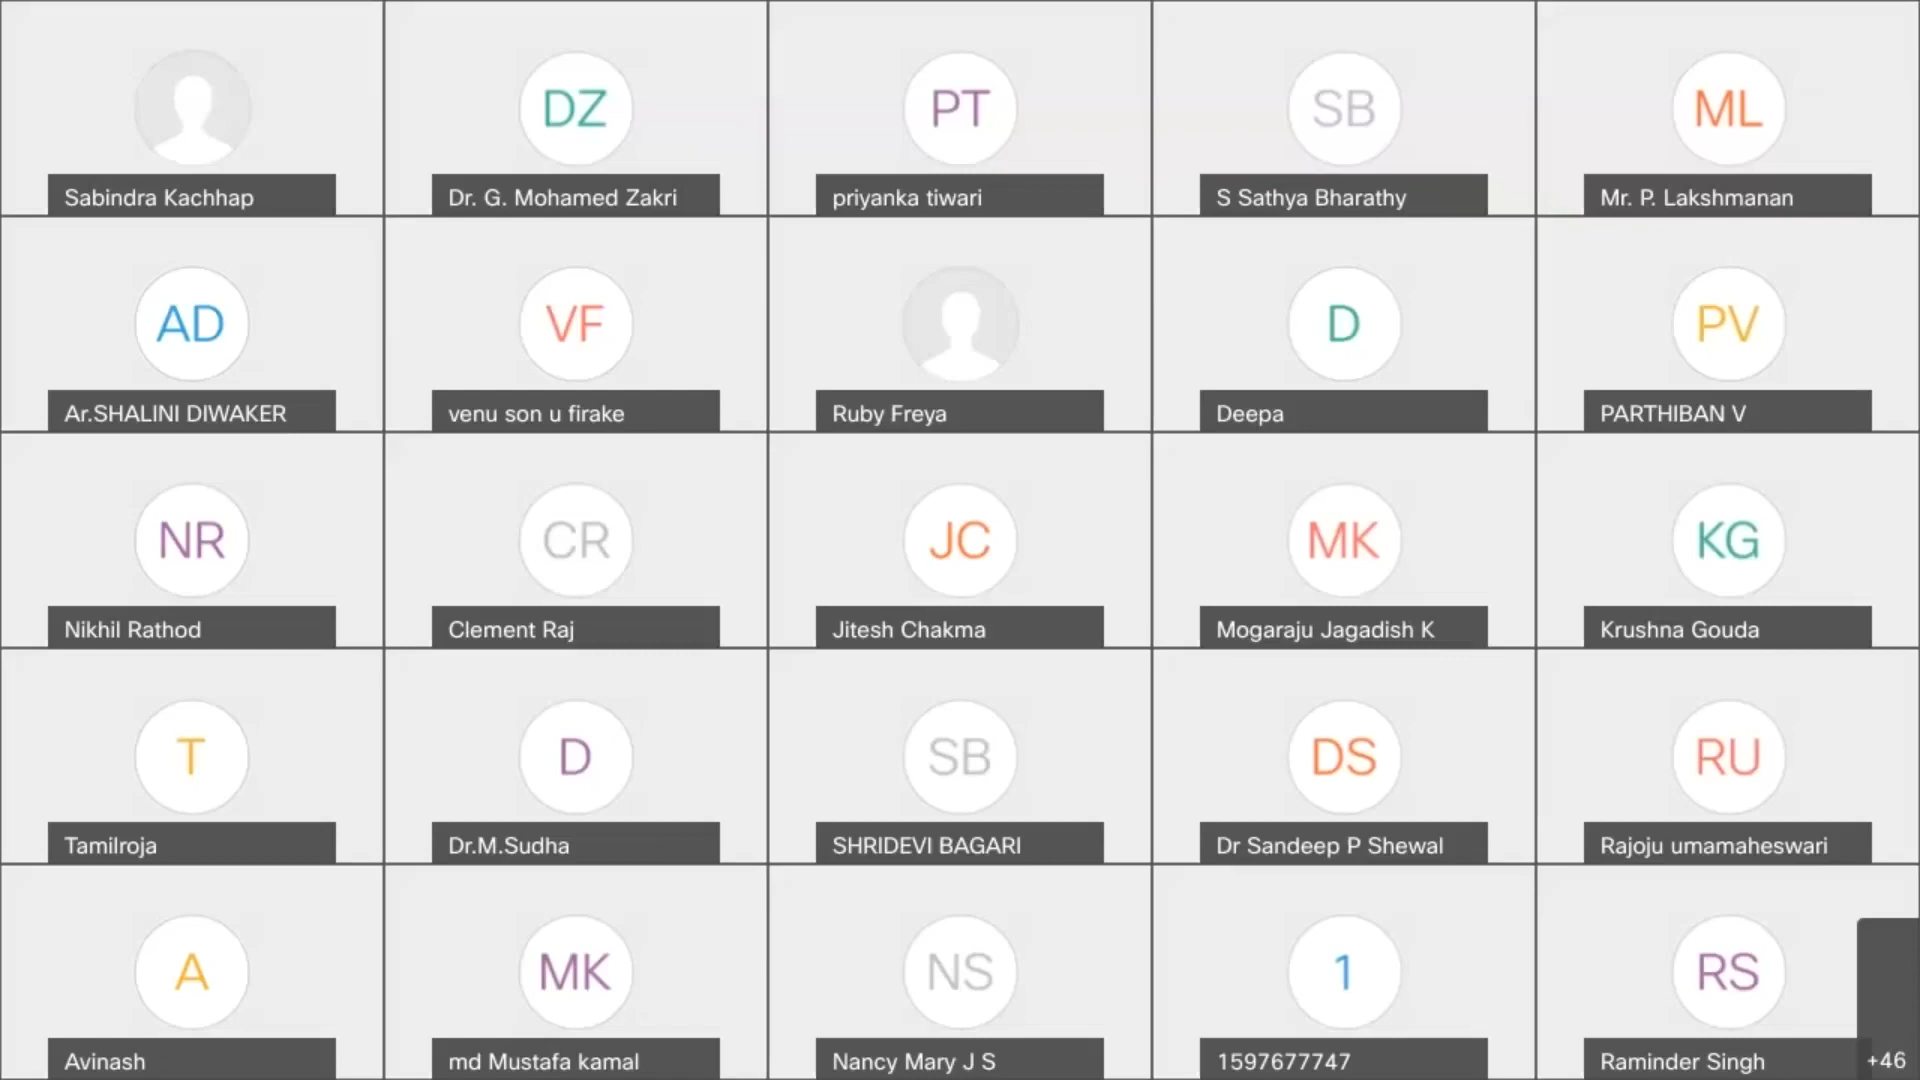 DZ
PT
SB
ML
Sabindra Kachhap
Dr. G. Mohamed Zakri
priyanka tiwari
S Sathya Bharathy
Mr. P. Lakshmanan
AD
VF
D
PV
Ar.SHALINI DIWAKER
venu son u firake
Ruby Freya
Deepa
PARTHIBAN V
NR
CR
JC
MK
KG
Nikhil Rathod
Clement Raj
Jitesh Chakma
Mogaraju Jagadish K
Krushna Gouda
T
D
SB
DS
RU
Tamilroja
Dr.M.Sudha
SHRIDEVI BAGARI
Dr Sandeep P Shewal
Rajoju umamaheswari
A
MK
NS
1
RS
Avinash
md Mustafa kamal
Nancy Mary J S
1597677747
Raminder Singh
+46